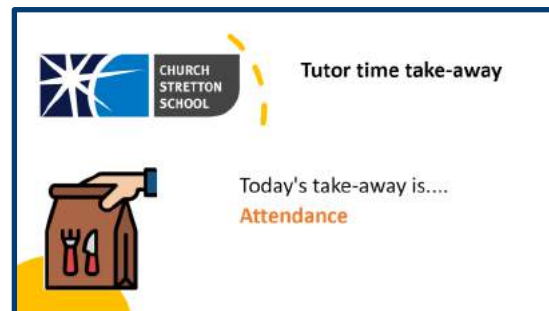 CHURCH
STRETTON
SCHOOL
Tutor time take-away
Today's take-away is....
Attendance